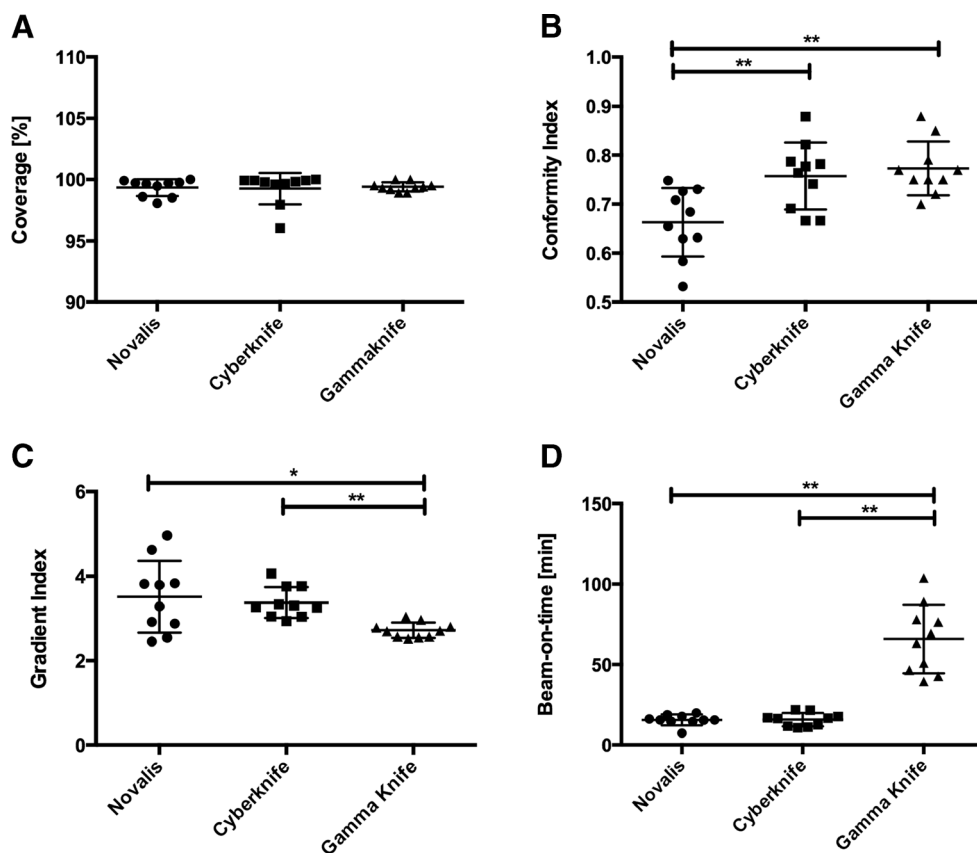 A
Coverage [%]
110
105
100
95
90
Novalis
Cyberknife
Gammaknife
B
Conformity Index
1.0
0.9
0.8
0.7
0.6
0.5
**
**
Novalis
Cyberknife
Gamma Knife
C
Gradient Index
6
4
2
0
*
**
Novalis
Cyberknife
Gamma Knife
D
Beam-on-time [min]
150
100
50
0
**
**
Novalis
Cyberknife
Gamma Knife